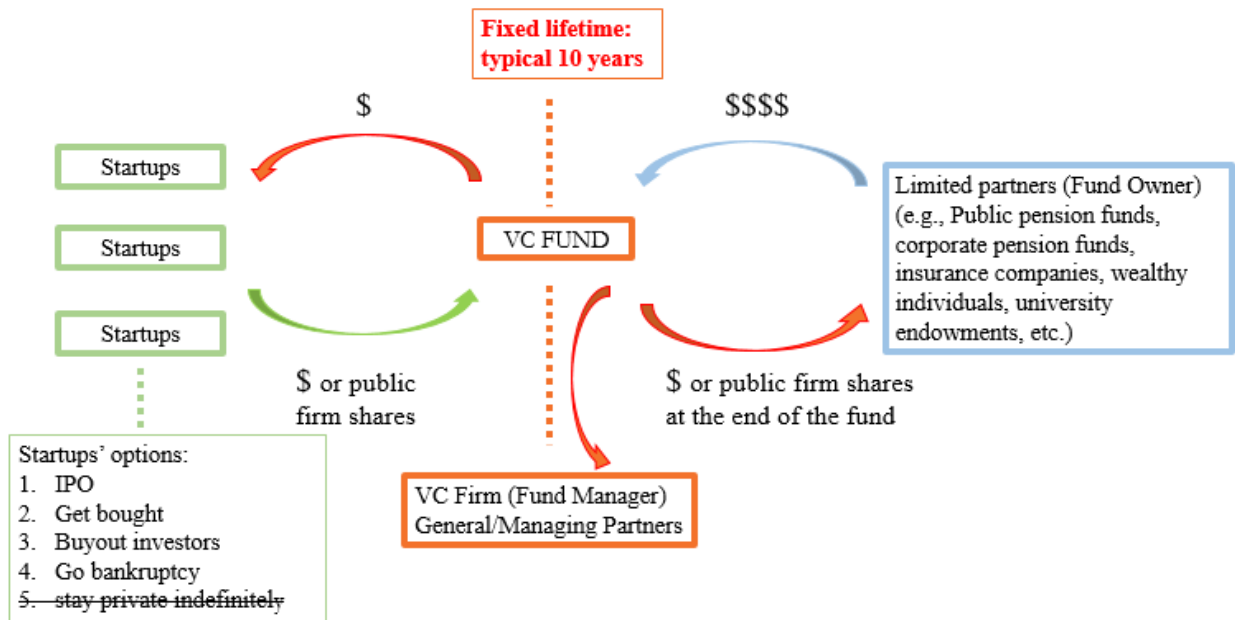 Fixed lifetime:
typical 10 years
$
$$$$
Startups
Startups
Startups
VC FUND
Limited partners (Fund Owner)
(e.g., Public pension funds,
corporate pension funds,
insurance companies, wealthy
individuals, university
endowments, etc.)
$ or public
firm shares
$ or public firm shares
at the end of the fund
VC Firm (Fund Manager)
General/Managing Partners
Startups’ options:
1. IPO
2. Get bought
3. Buyout investors
4. Go bankruptcy
5. stay private indefinitely